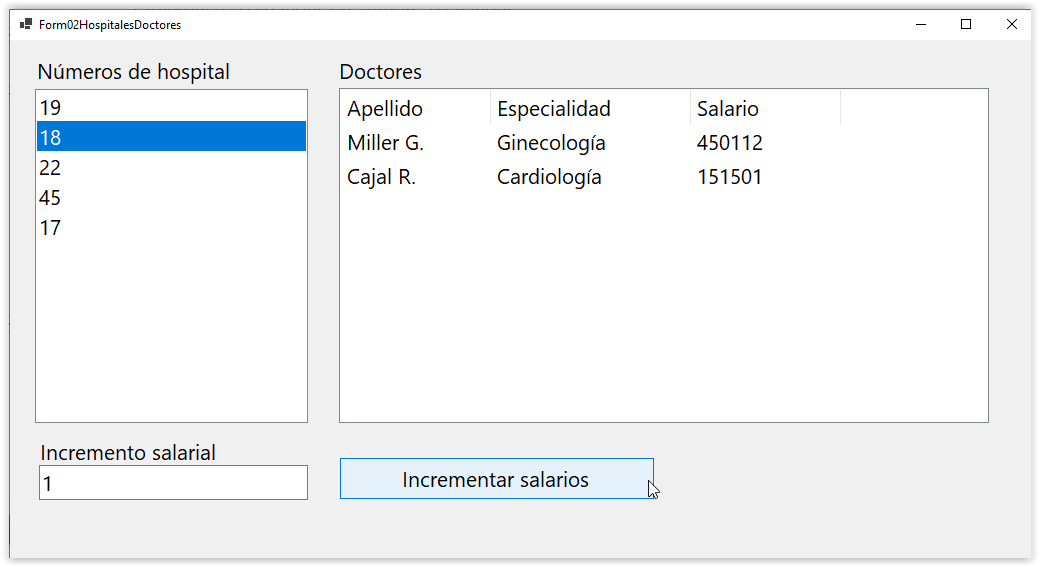 Form02HospitalesDoctores
Números de hospital
19
18
22
45
17
Doctores
Apellido Especialidad Salario
Miller G. Ginecología 450112
Cajal R. Cardiología 151501
Incremento salarial
1
Incrementar salarios